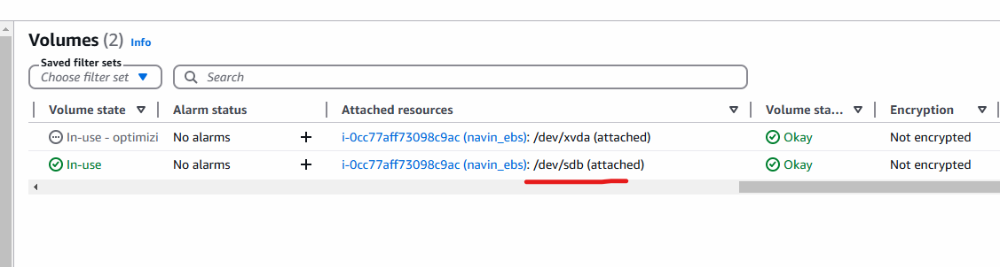 Volumes (2) Info
Saved filter sets
Choose filter set Search
Volume state Alarm status Attached resources Volume sta... Encryption
In-use - optimizi No alarms + i-0cc77aff73098c9ac (navin_ebs): /dev/xvda (attached) Okay Not encrypted
In-use No alarms + i-0cc77aff73098c9ac (navin_ebs): /dev/sdb (attached) Okay Not encrypted